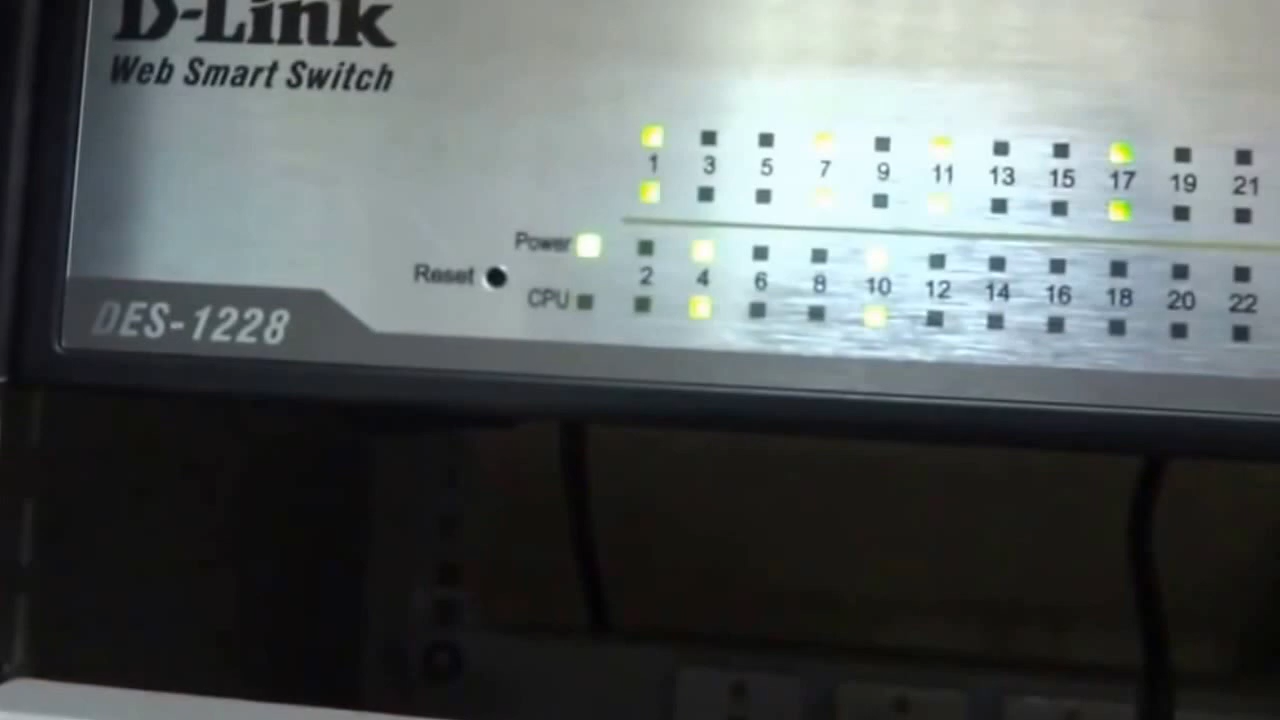 D-Link
Web Smart Switch
1 3 5 7 9 11 13 15 17 19 21
Power
Reset
2 4 6 8 10 12 14 16 18 20 22
CPU
DES-1228